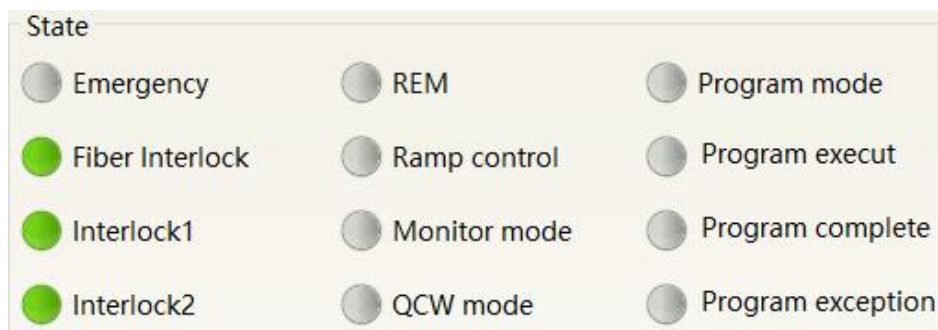 State
Emergency
REM
Program mode
Fiber Interlock
Ramp control
Program execut
Interlock1
Monitor mode
Program complete
Interlock2
QCW mode
Program exception